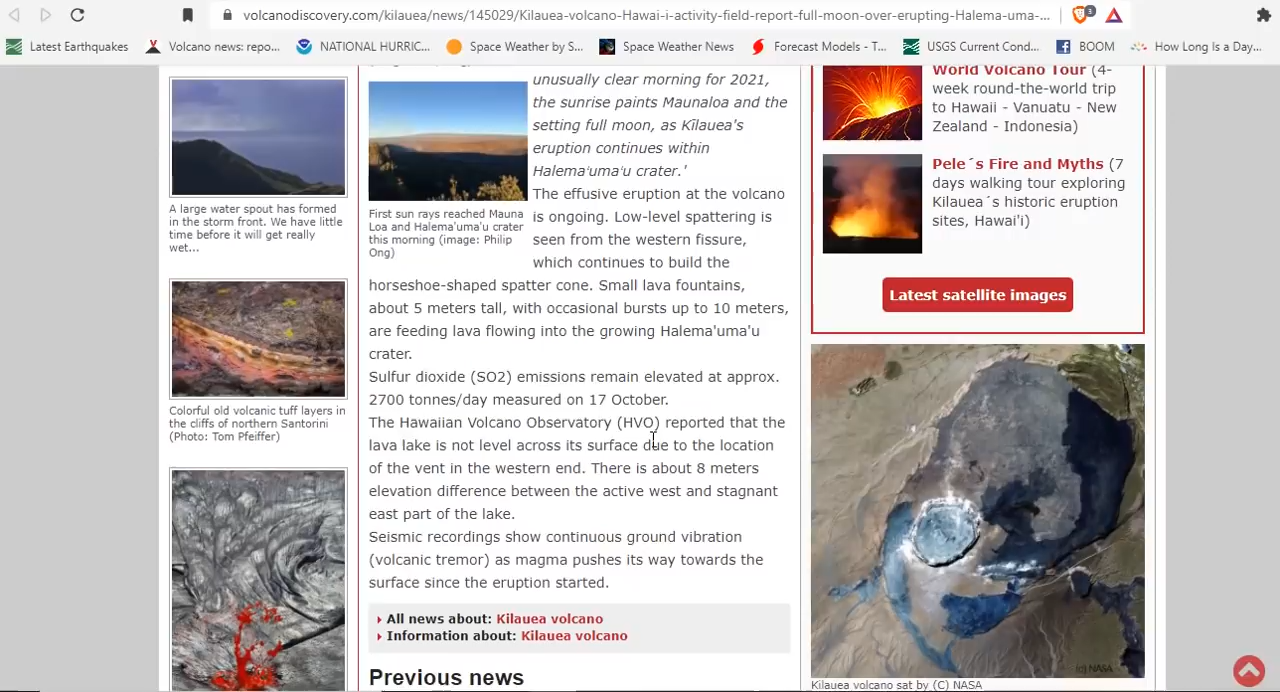 volcanodiscovery.com/kilauea/news/145029/Kilauea-volcano-Hawai-i-activity-field-report-full-moon-over-erupting-Halema-uma-...
3
Latest Earthquakes
Volcano news: repo...
NATIONAL HURRIC...
Space Weather by S...
Space Weather News
Forecast Models - T...
USGS Current Cond...
BOOM
How Long Is a Day...
A large water spout has formed
in the storm front. We have little
time before it will get really
wet...
Colorful old volcanic tuff layers in
the cliffs of northern Santorini
(Photo: Tom Pfeiffer)
unusually clear morning for 2021,
the sunrise paints Maunaloa and the
setting full moon, as Kīlauea's
eruption continues within
Halemaʻumaʻu crater.'
First sun rays reached Mauna
Loa and Halema'uma'u crater
this morning (image: Philip
Ong)
The effusive eruption at the volcano
is ongoing. Low-level spattering is
seen from the western fissure,
which continues to build the
horseshoe-shaped spatter cone. Small lava fountains,
about 5 meters tall, with occasional bursts up to 10 meters,
are feeding lava flowing into the growing Halema'uma'u
crater.
Sulfur dioxide (SO2) emissions remain elevated at approx.
2700 tonnes/day measured on 17 October.
The Hawaiian Volcano Observatory (HVO) reported that the
lava lake is not level across its surface due to the location
of the vent in the western end. There is about 8 meters
elevation difference between the active west and stagnant
east part of the lake.
Seismic recordings show continuous ground vibration
(volcanic tremor) as magma pushes its way towards the
surface since the eruption started.
All news about: Kilauea volcano
Information about: Kilauea volcano
Previous news
World Volcano Tour (4-
week round-the-world trip
to Hawaii - Vanuatu - New
Zealand - Indonesia)
Pele´s Fire and Myths (7
days walking tour exploring
Kilauea´s historic eruption
sites, Hawai'i)
Latest satellite images
(c) NASA
Kilauea volcano sat by (C) NASA